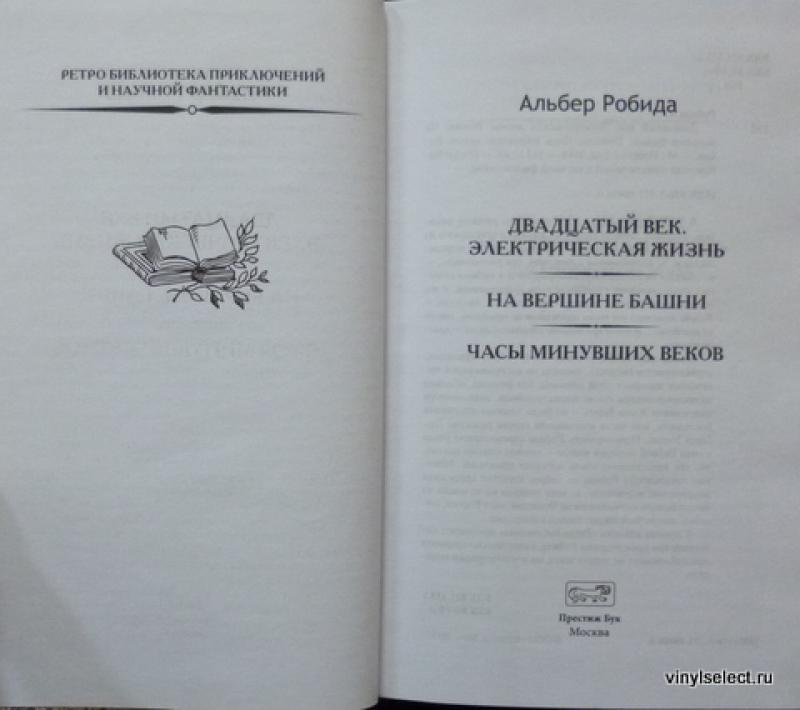 РЕТРО БИБЛИОТЕКА ПРИКЛЮЧЕНИЙ
И НАУЧНОЙ ФАНТАСТИКИ
Альбер Робида
ДВАДЦАТЫЙ ВЕК.
ЭЛЕКТРИЧЕСКАЯ ЖИЗНЬ
НА ВЕРШИНЕ БАШНИ
ЧАСЫ МИНУВШИХ ВЕКОВ
Престиж Бук
Москва
vinylselect.ru